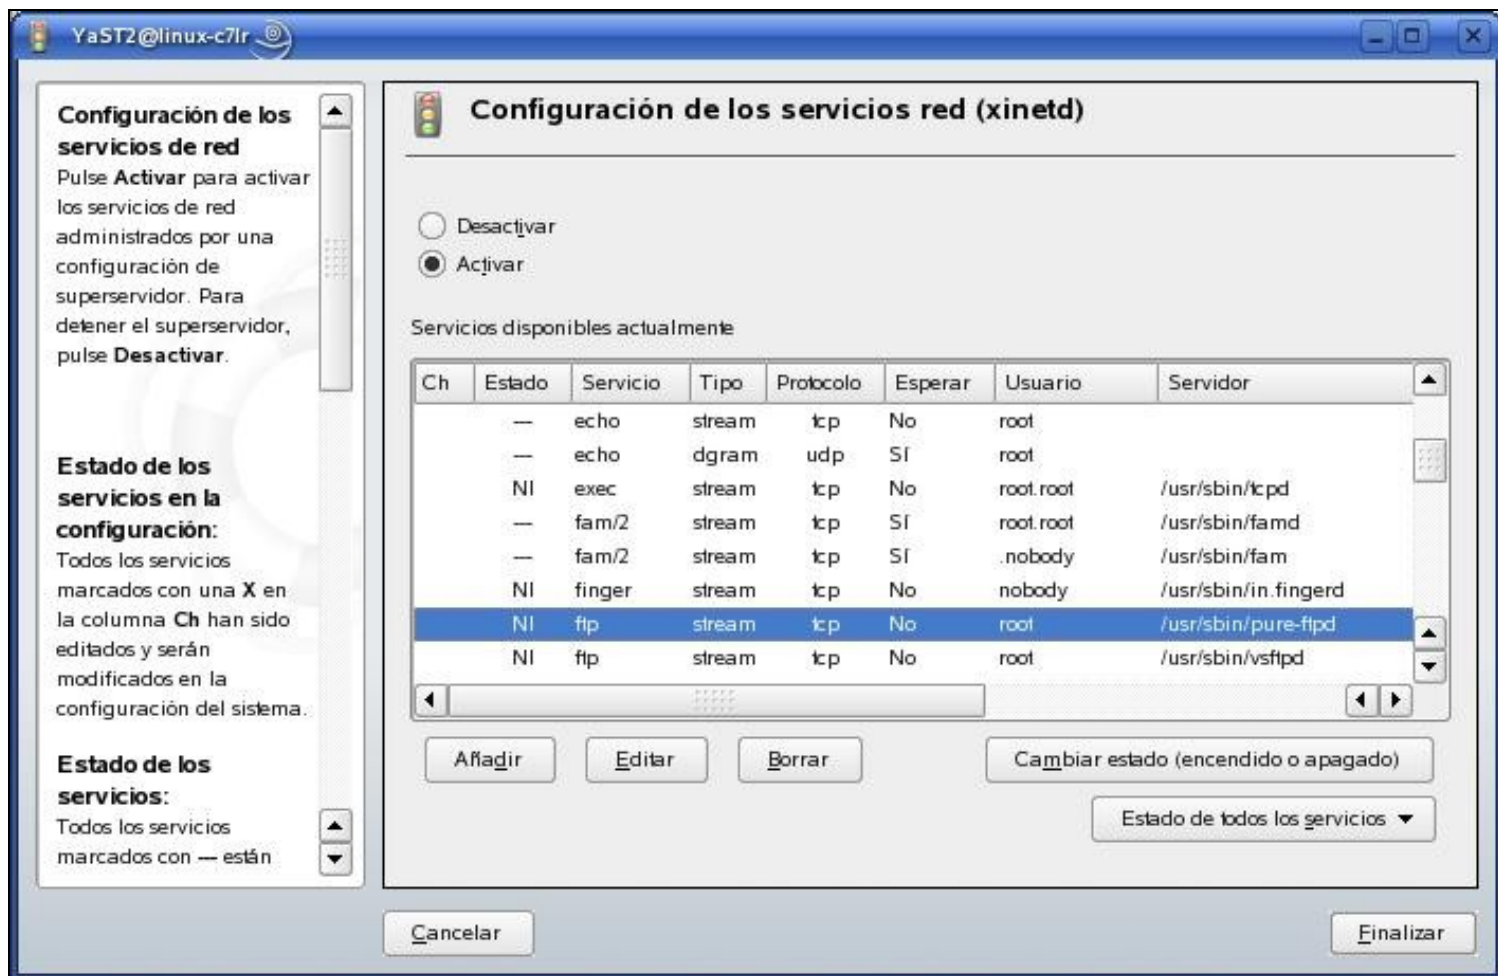 YaST2@linux-c7lr
Configuración de los
servicios de red
Pulse Activar para activar
los servicios de red
administrados por una
configuración de
superservidor. Para
detener el superservidor,
pulse Desactivar.
Estado de los
servicios en la
configuración:
Todos los servicios
marcados con una X en
la columna Ch han sido
editados y serán
modificados en la
configuración del sistema.
Estado de los
servicios:
Todos los servicios
marcados con --- están
Configuración de los servicios red (xinetd)
Desactivar
Activar
Servicios disponibles actualmente
Ch Estado Servicio Tipo Protocolo Esperar Usuario Servidor
--- echo stream tcp No root
--- echo dgram udp Sí root
NI exec stream tcp No root.root /usr/sbin/tcpd
--- fam/2 stream tcp Sí root.root /usr/sbin/famd
--- fam/2 stream tcp Sí .nobody /usr/sbin/fam
NI finger stream tcp No nobody /usr/sbin/in.fingerd
NI ftp stream tcp No root /usr/sbin/pure-ftpd
NI ftp stream tcp No root /usr/sbin/vsftpd
Añadir Editar Borrar Cambiar estado (encendido o apagado)
Estado de todos los servicios
Cancelar Finalizar